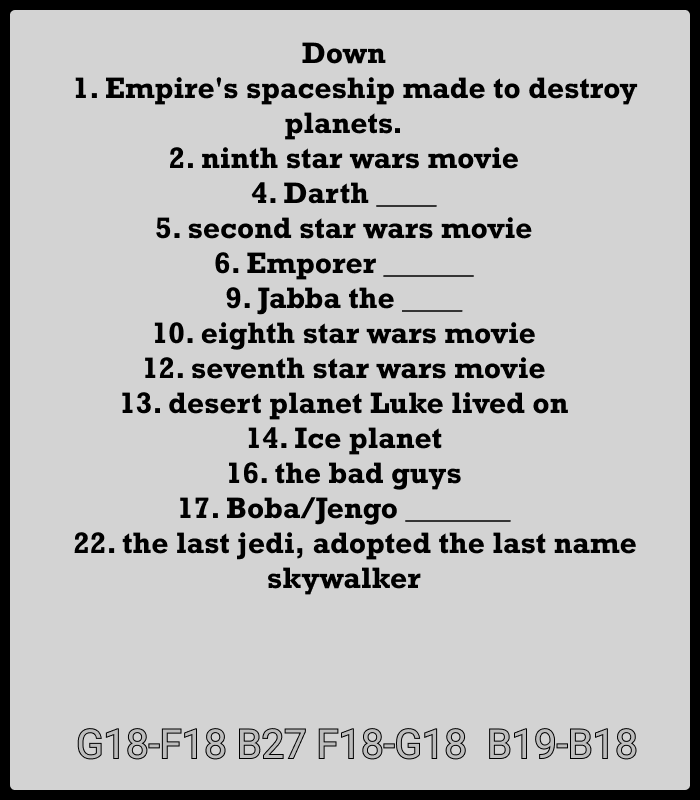 Down
1. Empire's spaceship made to destroy
planets.
2. ninth star wars movie
4. Darth ____
5. second star wars movie
6. Emporer ______
9. Jabba the ____
10. eighth star wars movie
12. seventh star wars movie
13. desert planet Luke lived on
14. Ice planet
16. the bad guys
17. Boba/Jengo _______
22. the last jedi, adopted the last name
skywalker
G18-F18 B27 F18-G18 B19-B18